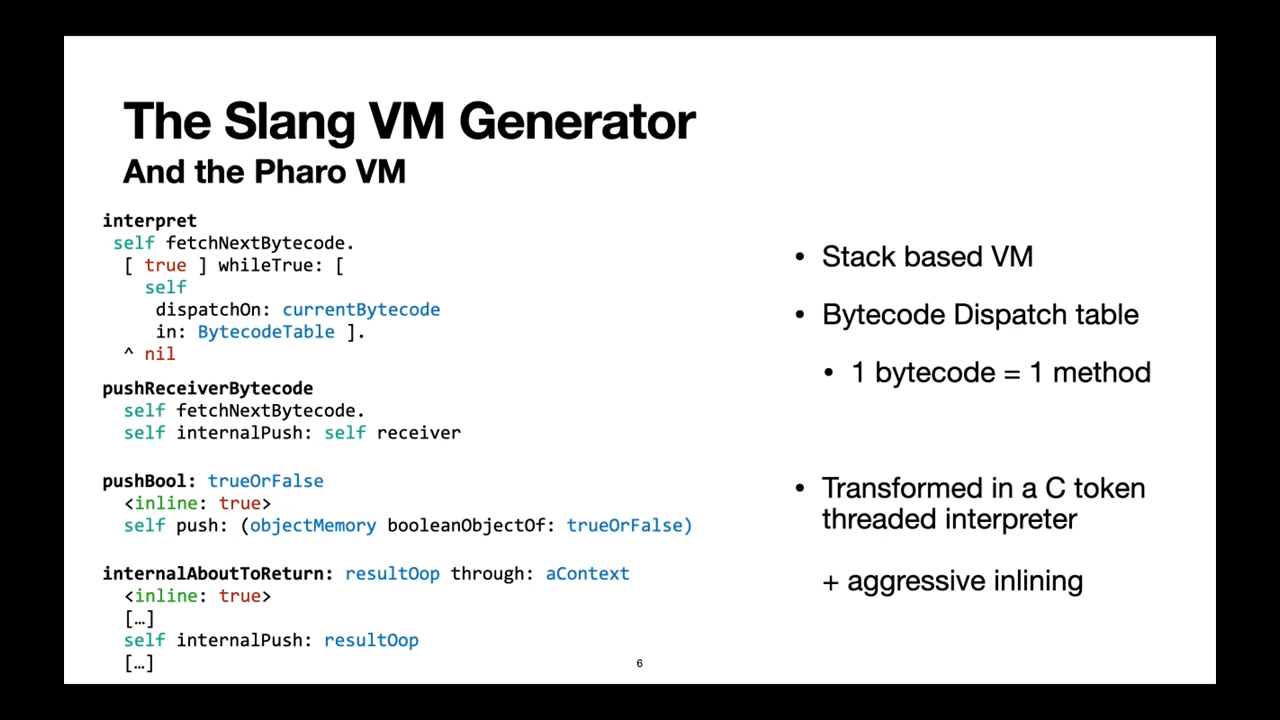 The Slang VM Generator
And the Pharo VM
interpret
self fetchNextBytecode.
[ true ] whileTrue: [
self
dispatchOn: currentBytecode
in: BytecodeTable ].
^ nil
pushReceiverBytecode
self fetchNextBytecode.
self internalPush: self receiver
pushBool: trueOrFalse
<inline: true>
self push: (objectMemory booleanObjectOf: trueOrFalse)
internalAboutToReturn: resultOop through: aContext
<inline: true>
[…]
self internalPush: resultOop
[…]
• Stack based VM
• Bytecode Dispatch table
• 1 bytecode = 1 method
• Transformed in a C token
threaded interpreter
+ aggressive inlining
6